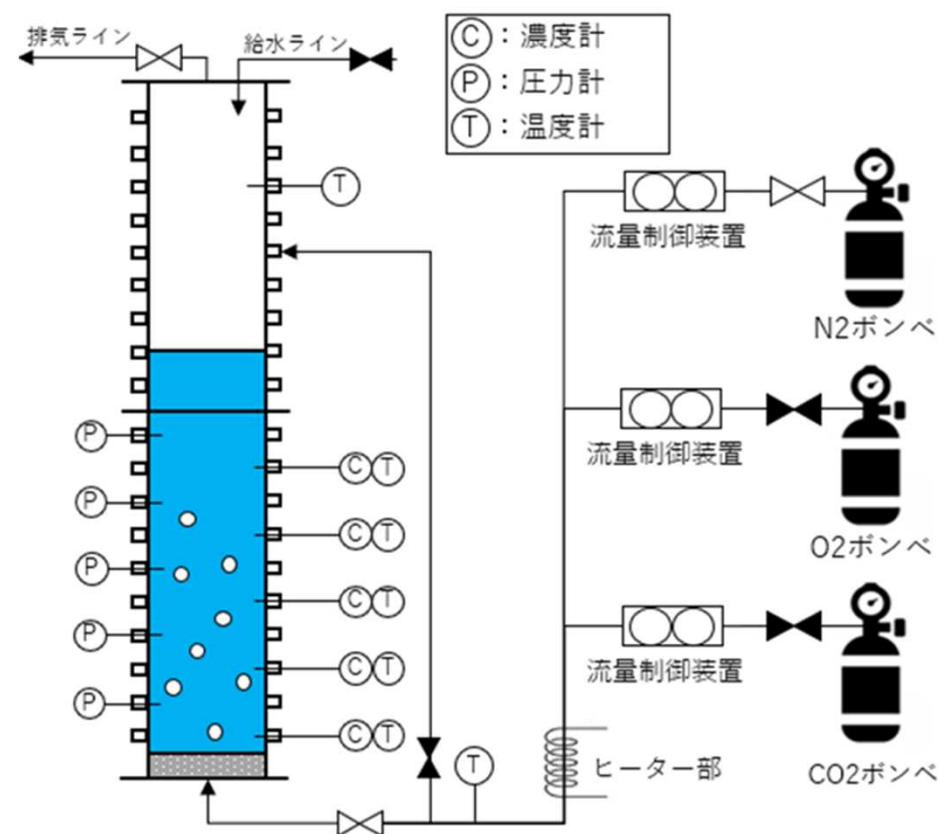 排気ライン
給水ライン
C：濃度計
P：圧力計
T：温度計
T
流量制御装置
N2ボンベ
流量制御装置
O2ボンベ
P
C T
P
C T
P
C T
P
C T
P
C T
流量制御装置
CO2ボンベ
T
ヒーター部